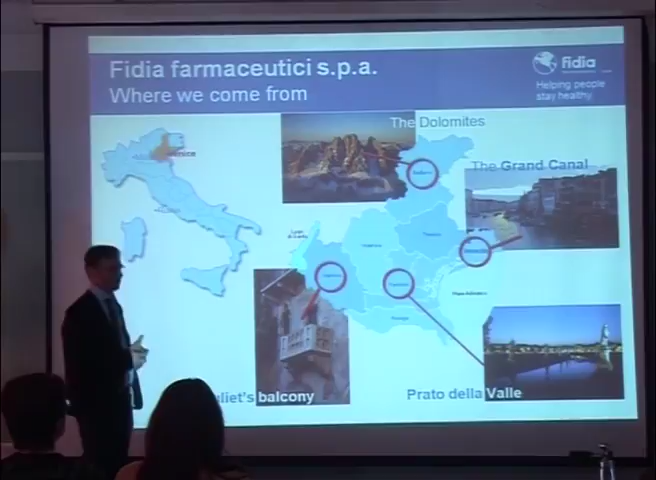 Fidia farmaceutici s.p.a.
Where we come from
fidia
Helping people
stay healthy
The Dolomites
The Grand Canal
uliet's balcony
Prato della Valle